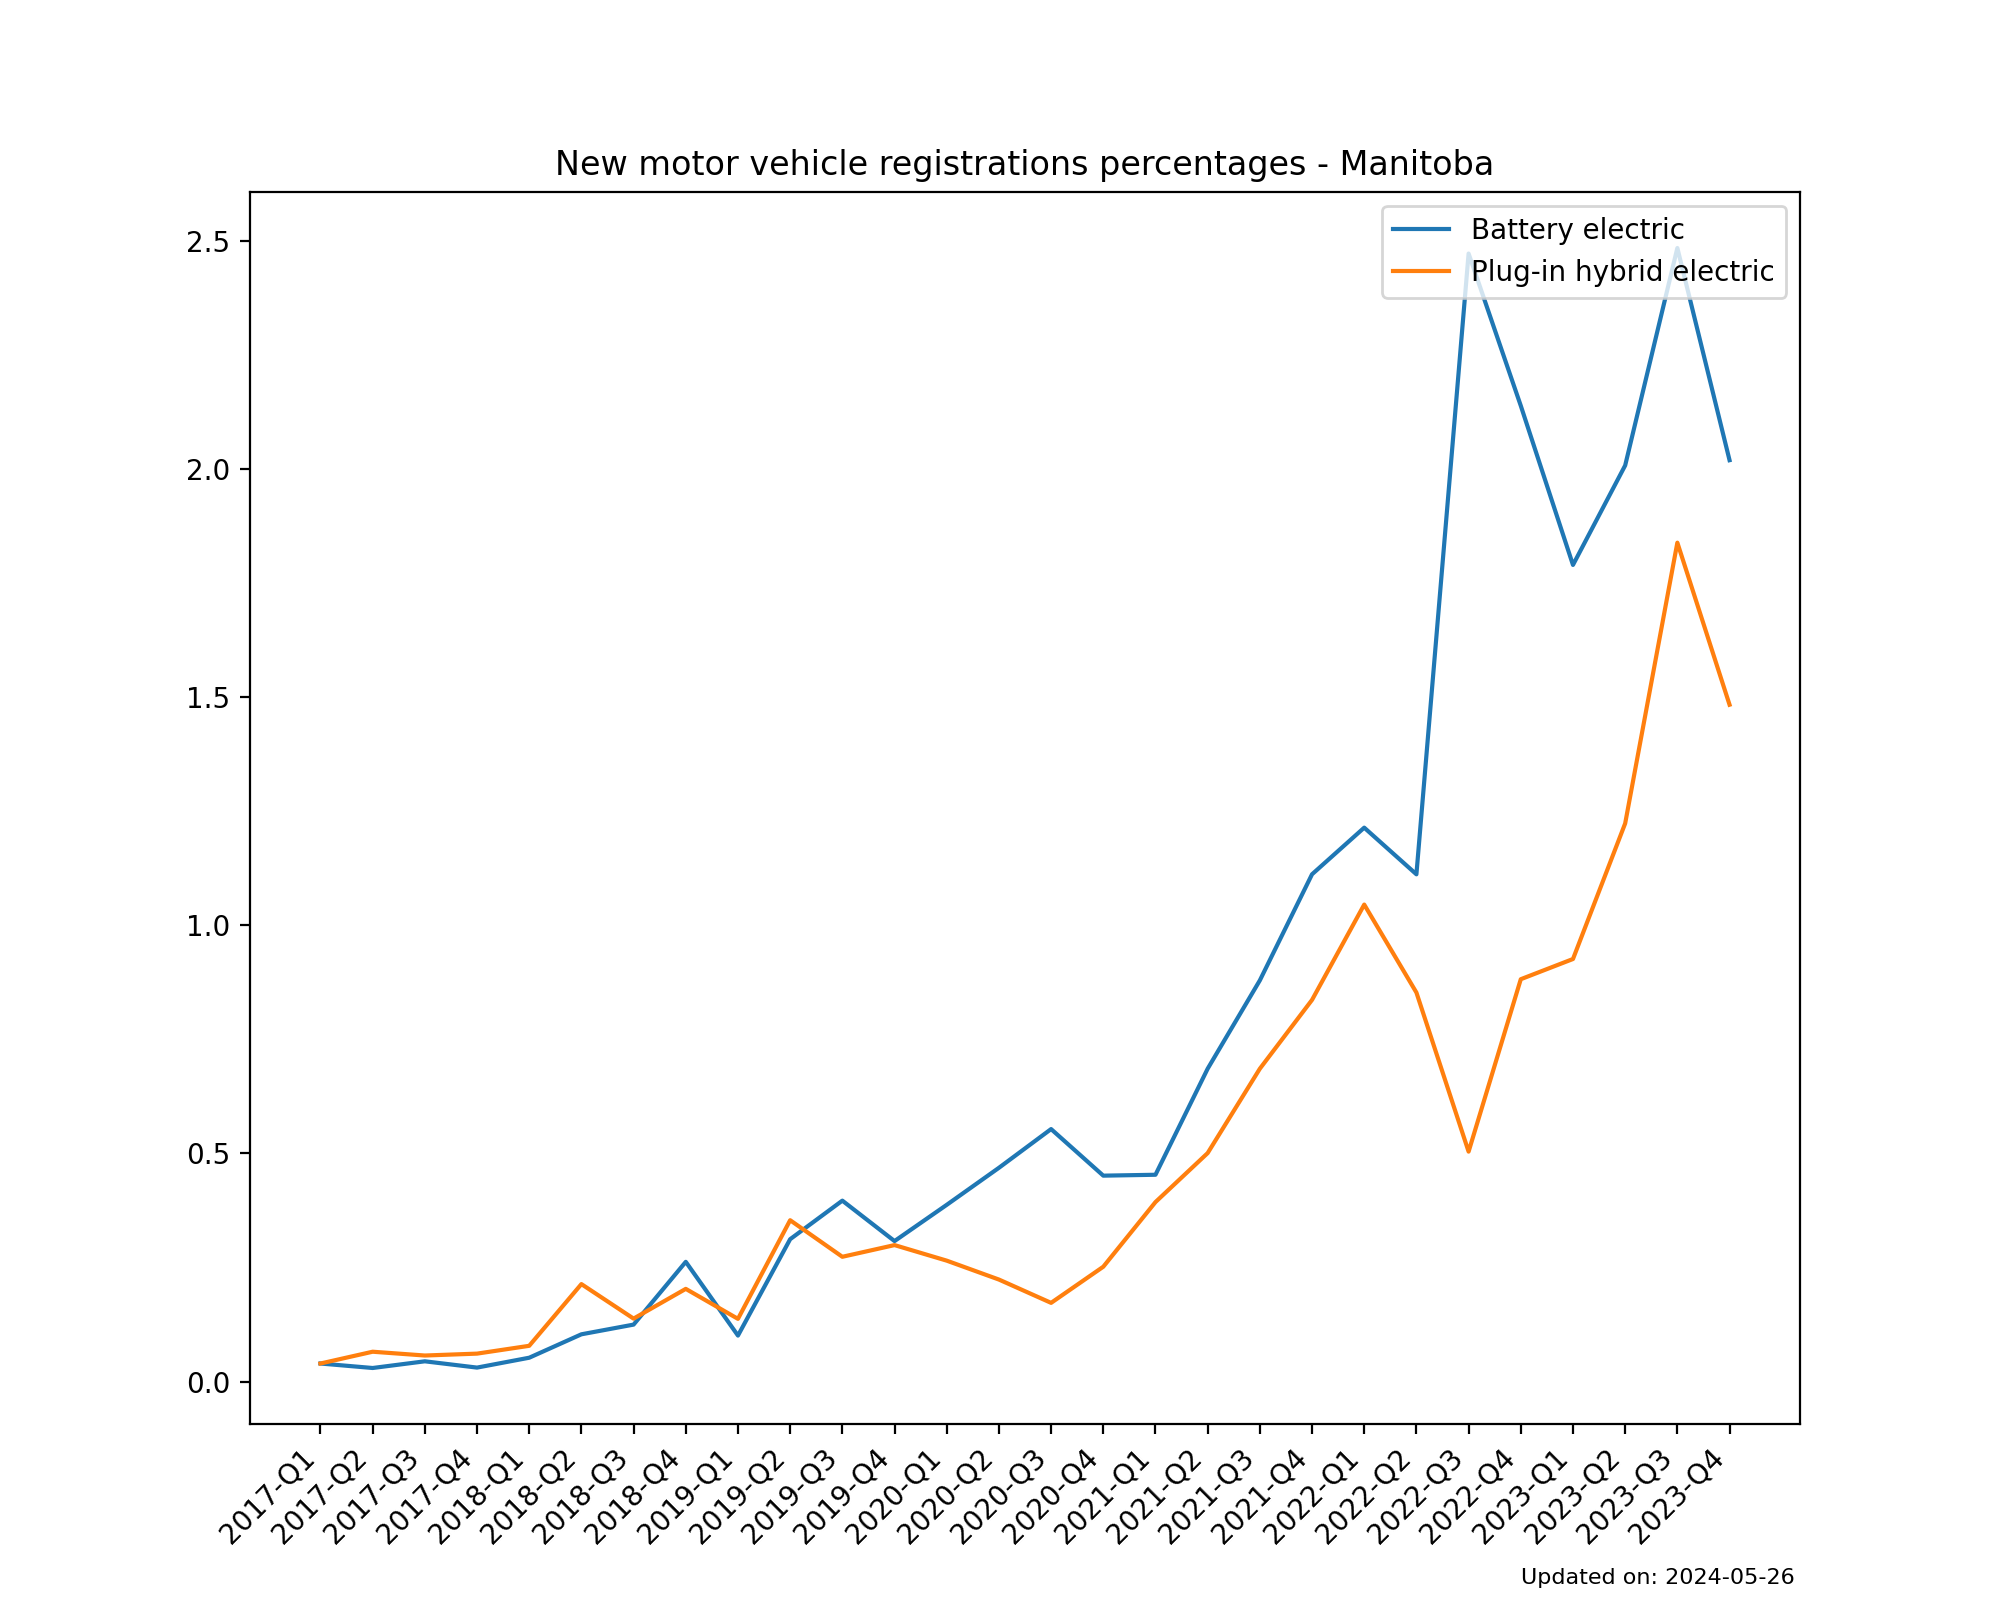 New motor vehicle registrations percentages - Manitoba
Battery electric
Plug-in hybrid electric
2.5
2.0
1.5
1.0
0.5
0.0
2017-Q1
2017-Q2
2017-Q3
2017-Q4
2018-Q1
2018-Q2
2018-Q3
2018-Q4
2019-Q1
2019-Q2
2019-Q3
2019-Q4
2020-Q1
2020-Q2
2020-Q3
2020-Q4
2021-Q1
2021-Q2
2021-Q3
2021-Q4
2022-Q1
2022-Q2
2022-Q3
2022-Q4
2023-Q1
2023-Q2
2023-Q3
2023-Q4
Updated on: 2024-05-26